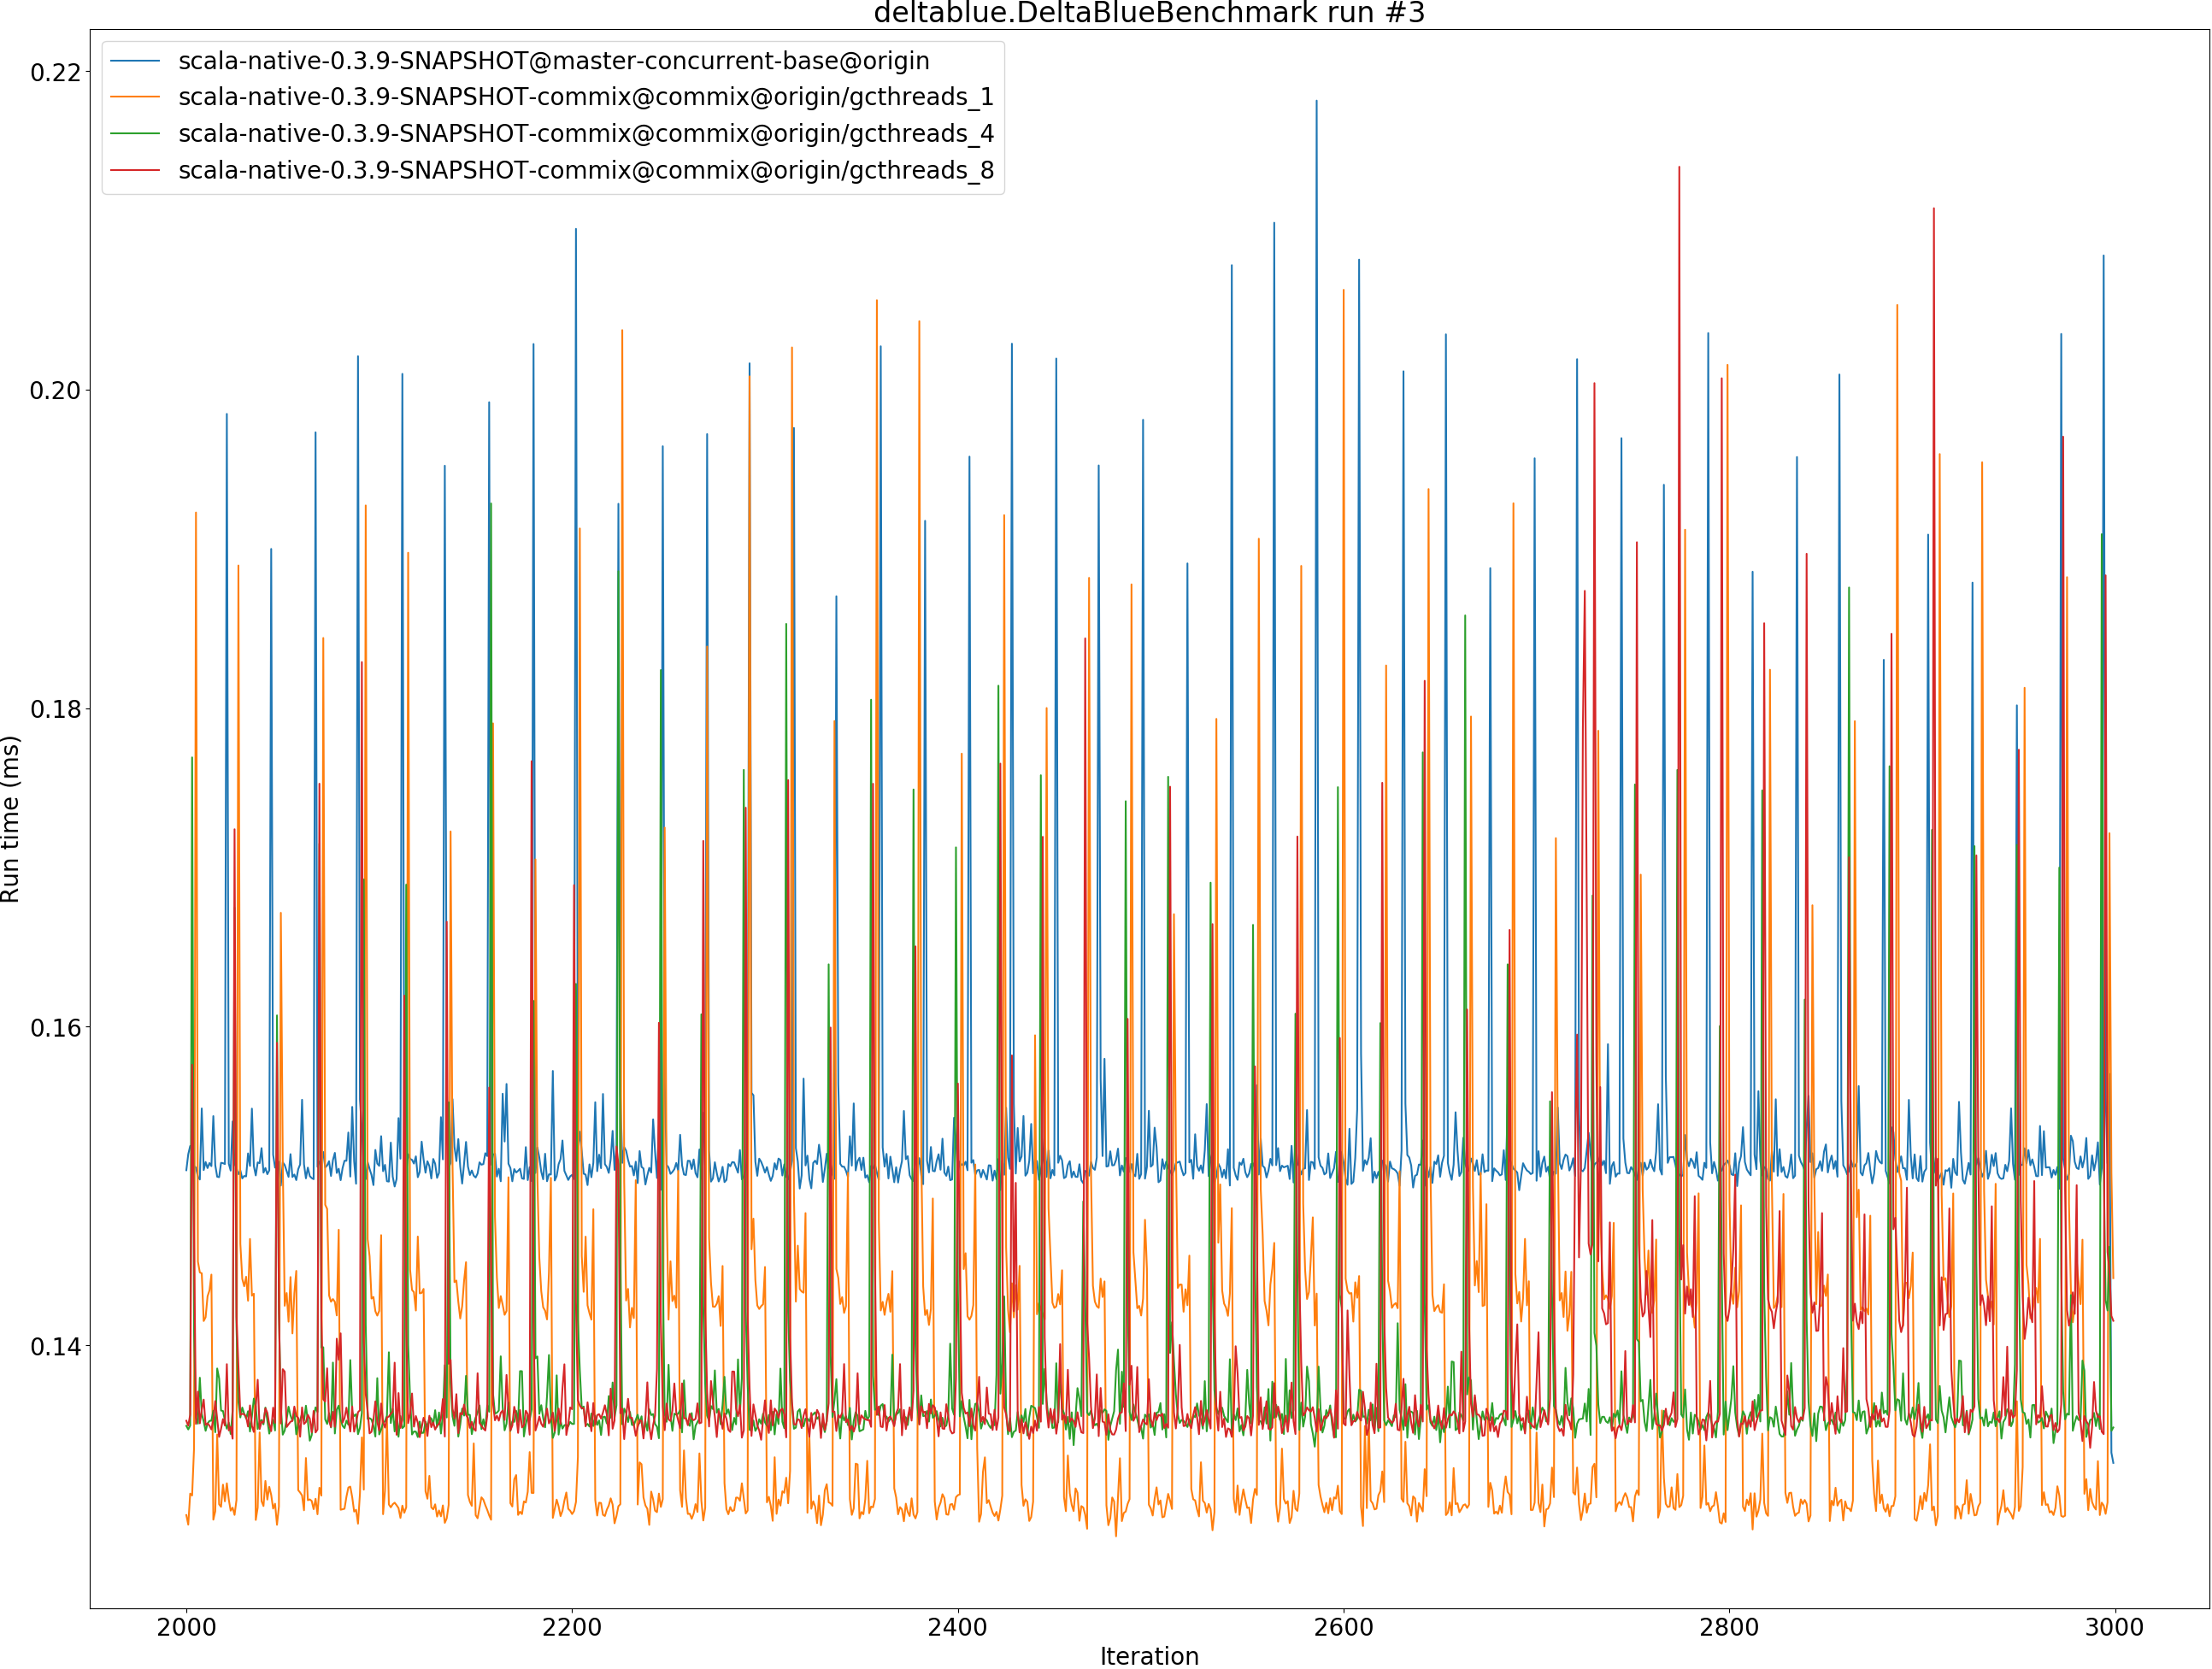 deltablue.DeltaBlueBenchmark run #3
scala-native-0.3.9-SNAPSHOT@master-concurrent-base@origin
scala-native-0.3.9-SNAPSHOT-commix@commix@origin/gcthreads_1
scala-native-0.3.9-SNAPSHOT-commix@commix@origin/gcthreads_4
scala-native-0.3.9-SNAPSHOT-commix@commix@origin/gcthreads_8
0.22
0.20
0.18
0.16
0.14
Run time (ms)
2000 2200 2400 2600 2800 3000
Iteration